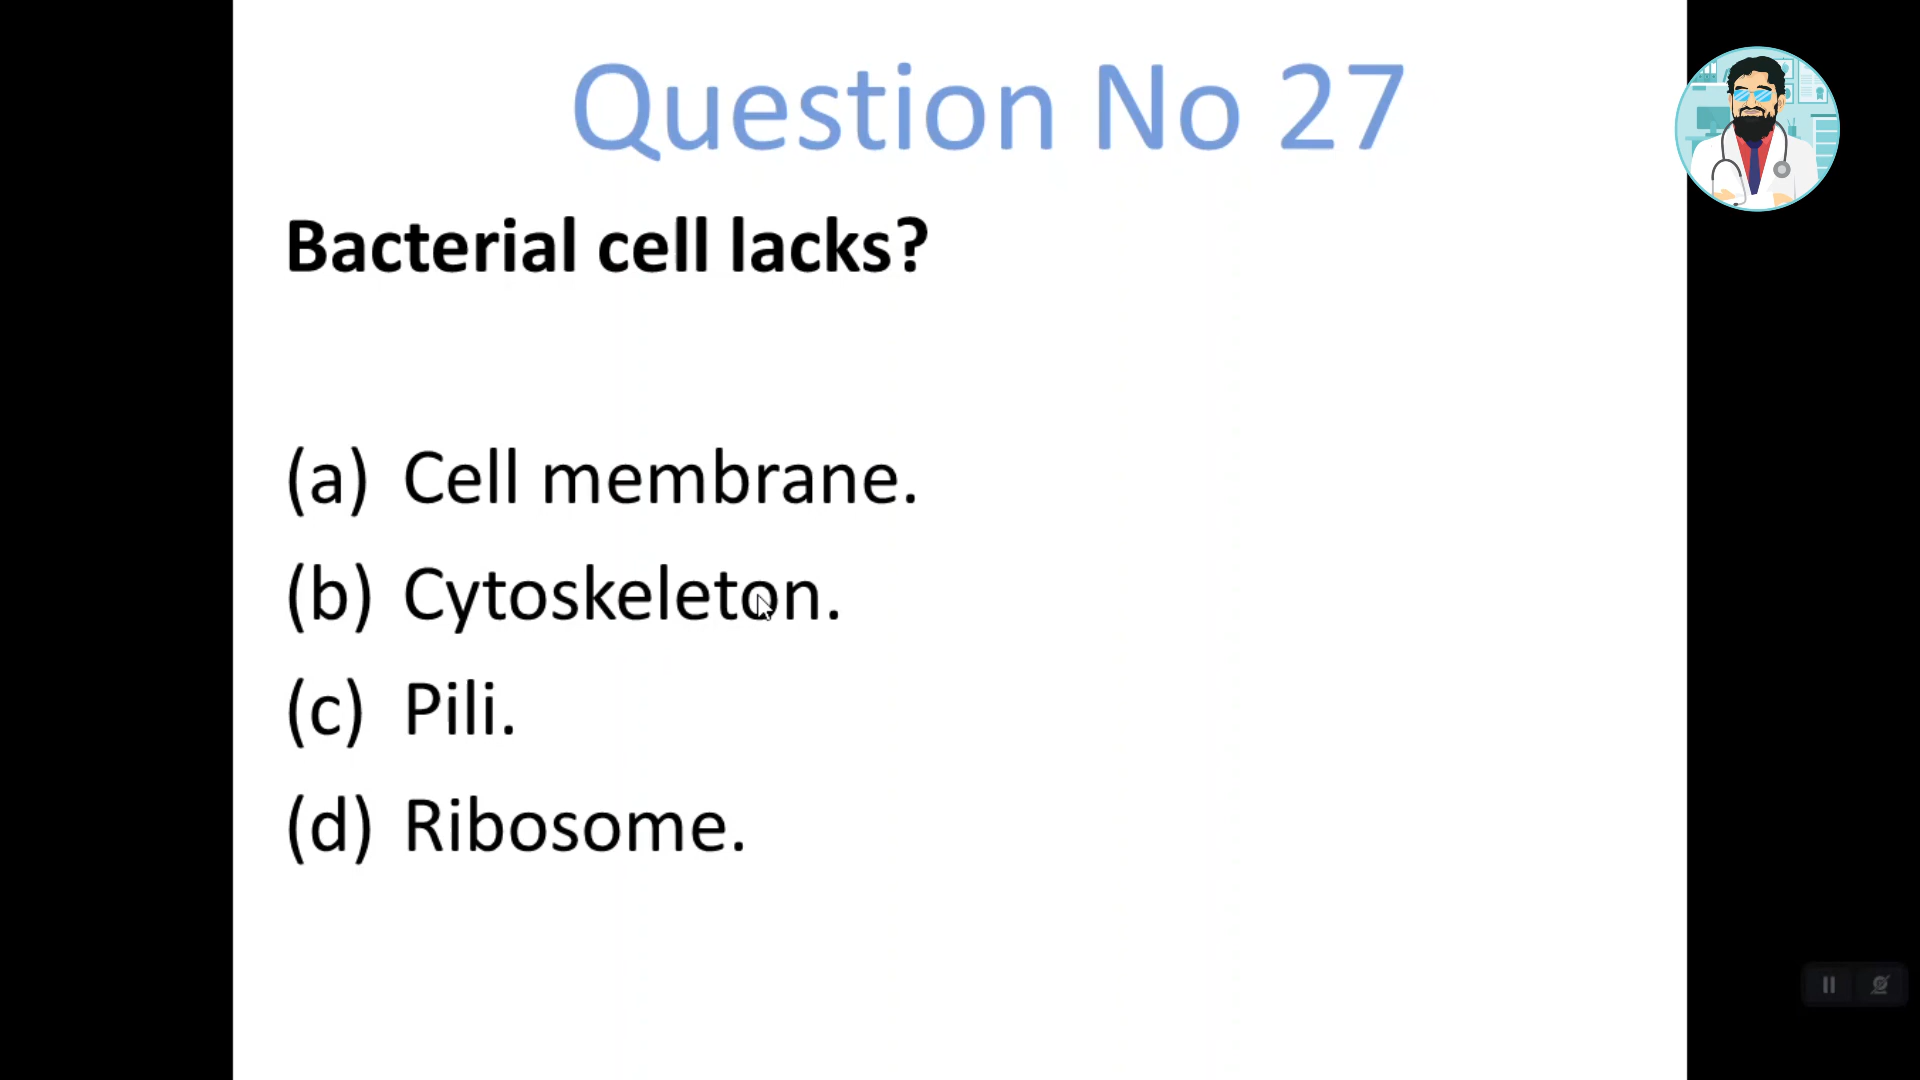 Question No 27
Bacterial cell lacks?
(a) Cell membrane.
(b) Cytoskeleton.
(c) Pili.
(d) Ribosome.